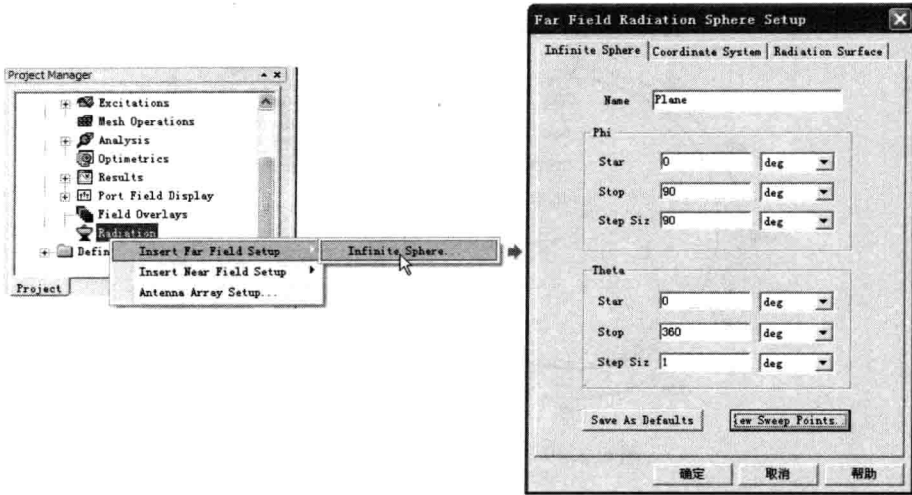 Project Manager
Excitations
Mesh Operations
Analysis
Optimetrics
Results
Port Field Display
Field Overlays
Radiation
Defin
Project
Insert Far Field Setup
Insert Near Field Setup
Antenna Array Setup...
Infinite Sphere...
Far Field Radiation Sphere Setup
Infinite Sphere
Coordinate System
Radiation Surface
Name
Plane
Phi
Star
0
deg
Stop
90
deg
Step Siz
90
deg
Theta
Star
0
deg
Stop
360
deg
Step Siz
1
deg
Save As Defaults
iew Sweep Points.
确定
取消
帮助